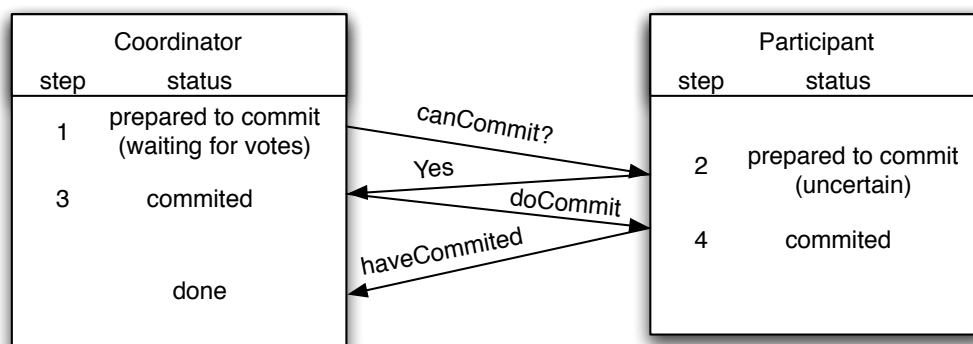 Coordinator
step status
1 prepared to commit
(waiting for votes)
3 commited
done
canCommit?
Yes
doCommit
haveCommited
Participant
step status
2 prepared to commit
(uncertain)
4 commited